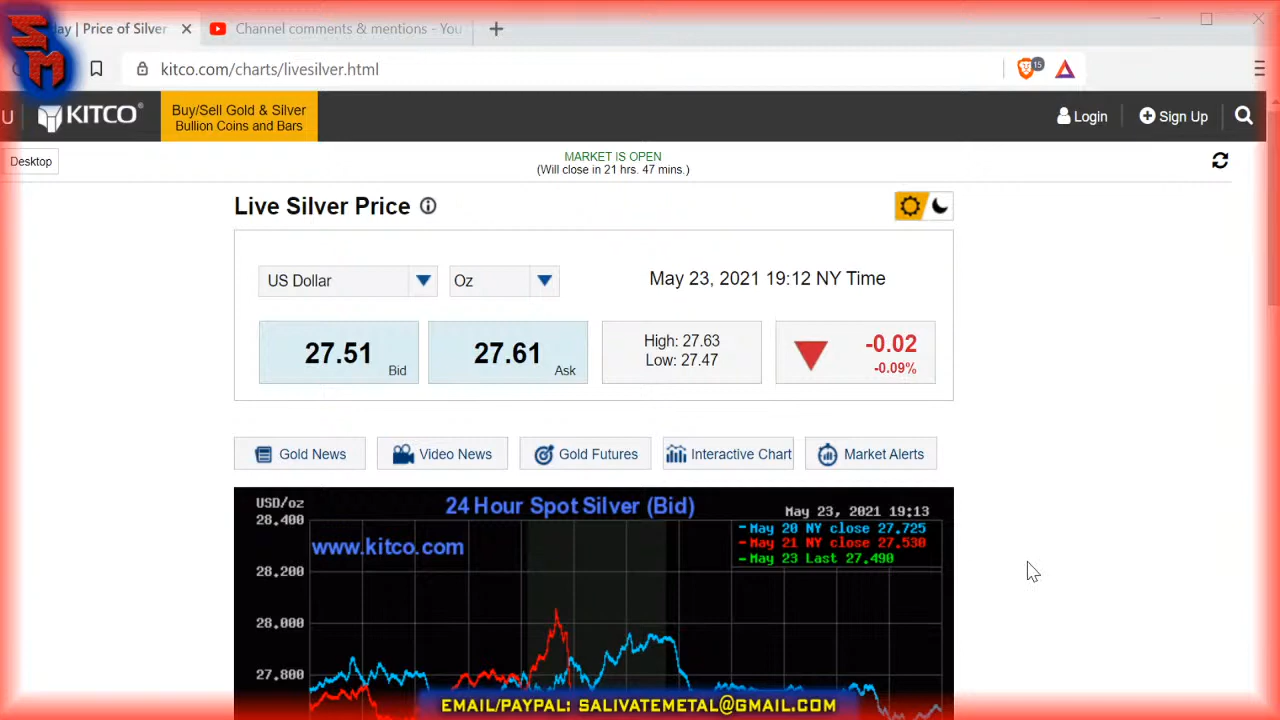 SM
ay | Price of Silver
Channel comments & mentions - You
kitco.com/charts/livesilver.html
15
U
KITCO®
Buy/Sell Gold & Silver
Bullion Coins and Bars
Login
Sign Up
Desktop
MARKET IS OPEN
(Will close in 21 hrs. 47 mins.)
Live Silver Price
US Dollar
Oz
May 23, 2021 19:12 NY Time
27.51
Bid
27.61
Ask
High: 27.63
Low: 27.47
-0.02
-0.09%
Gold News
Video News
Gold Futures
Interactive Chart
Market Alerts
USD/oz
24 Hour Spot Silver (Bid)
May 23, 2021 19:13
28.400
May 20 NY close 27.725
May 21 NY close 27.530
www.kitco.com
May 23 Last 27.490
28.200
28.000
27.800
EMAIL/PAYPAL: SALIVATEMETAL@GMAIL.COM